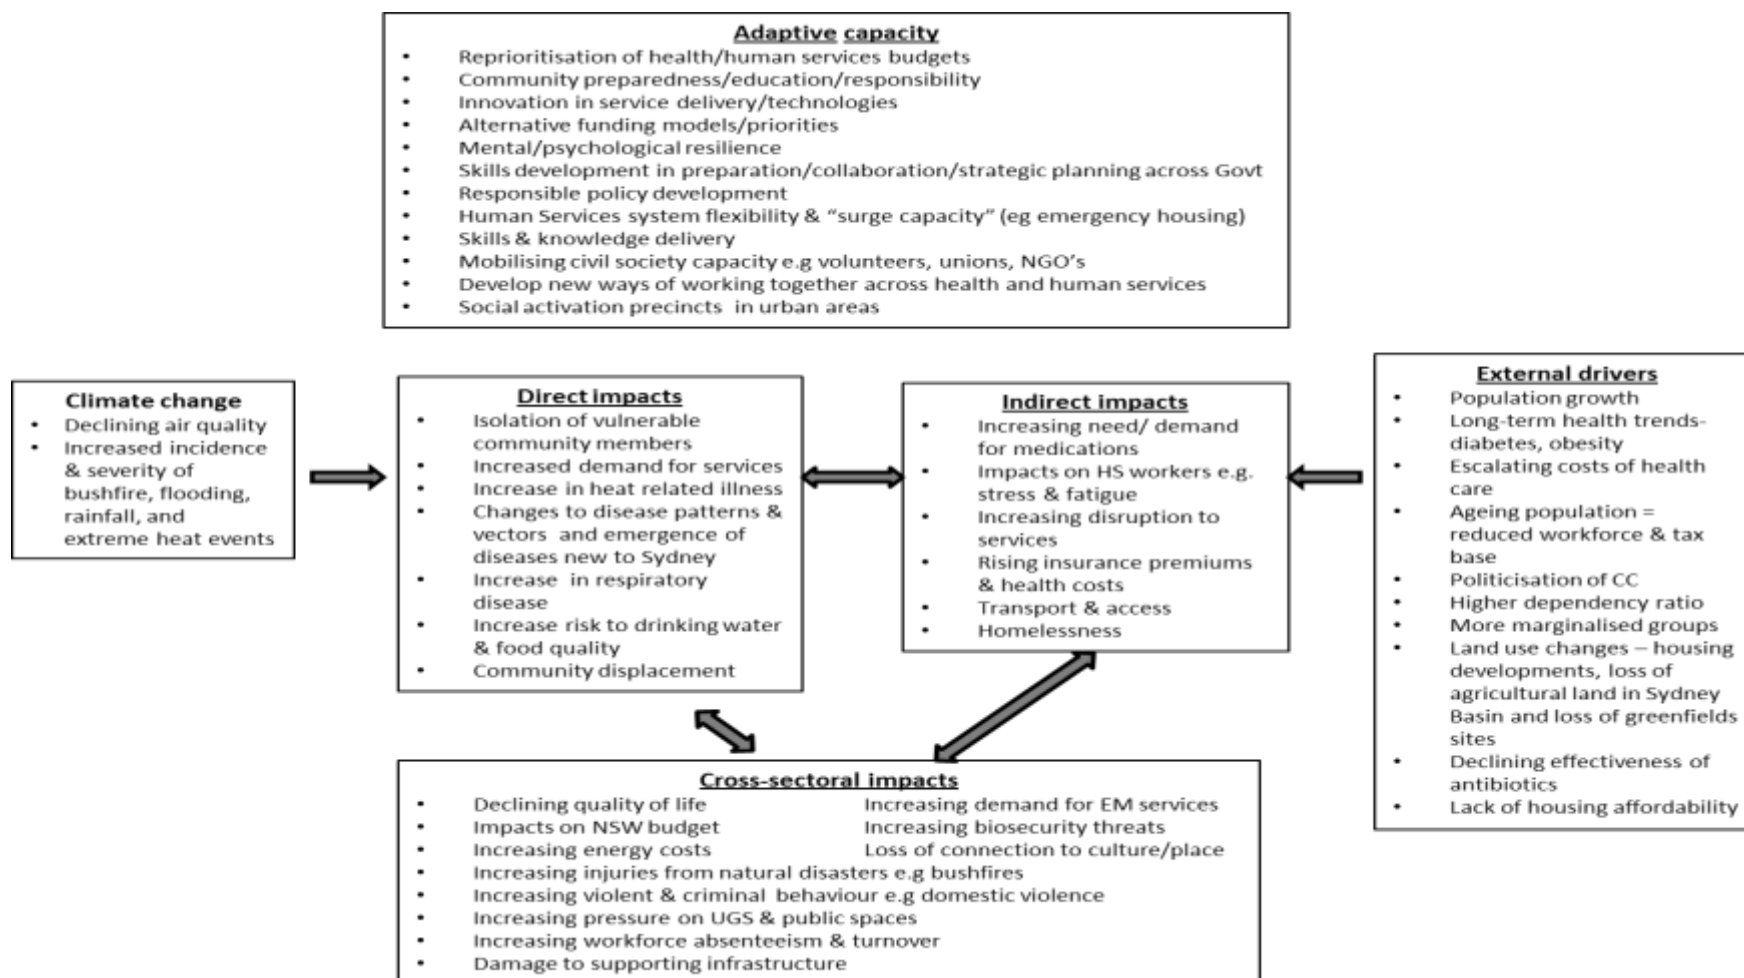 Adaptive capacity
• Reprioritisation of health/human services budgets
• Community preparedness/education/responsibility
• Innovation in service delivery/technologies
• Alternative funding models/priorities
• Mental/psychological resilience
• Skills development in preparation/collaboration/strategic planning across Govt
• Responsible policy development
• Human Services system flexibility & “surge capacity” (eg emergency housing)
• Skills & knowledge delivery
• Mobilising civil society capacity e.g volunteers, unions, NGO’s
• Develop new ways of working together across health and human services
• Social activation precincts in urban areas
Climate change
• Declining air quality
• Increased incidence
& severity of
bushfire, flooding,
rainfall, and
extreme heat events
Direct impacts
• Isolation of vulnerable
community members
• Increased demand for services
• Increase in heat related illness
• Changes to disease patterns &
vectors and emergence of
diseases new to Sydney
• Increase in respiratory
disease
• Increase risk to drinking water
& food quality
• Community displacement
Indirect impacts
• Increasing need/ demand
for medications
• Impacts on HS workers e.g.
stress & fatigue
• Increasing disruption to
services
• Rising insurance premiums
& health costs
• Transport & access
• Homelessness
External drivers
• Population growth
• Long-term health trends-
diabetes, obesity
• Escalating costs of health
care
• Ageing population =
reduced workforce & tax
base
• Politicisation of CC
• Higher dependency ratio
• More marginalised groups
• Land use changes – housing
developments, loss of
agricultural land in Sydney
Basin and loss of greenfields
sites
• Declining effectiveness of
antibiotics
• Lack of housing affordability
Cross-sectoral impacts
• Declining quality of life Increasing demand for EM services
• Impacts on NSW budget Increasing biosecurity threats
• Increasing energy costs Loss of connection to culture/place
• Increasing injuries from natural disasters e.g bushfires
• Increasing violent & criminal behaviour e.g domestic violence
• Increasing pressure on UGS & public spaces
• Increasing workforce absenteeism & turnover
• Damage to supporting infrastructure